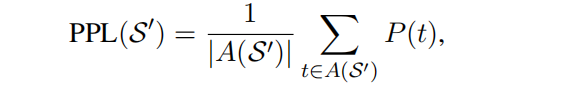 PPL(𝒮′) = 1/|A(𝒮′)| ∑_{t∈A(𝒮′)} P(t),